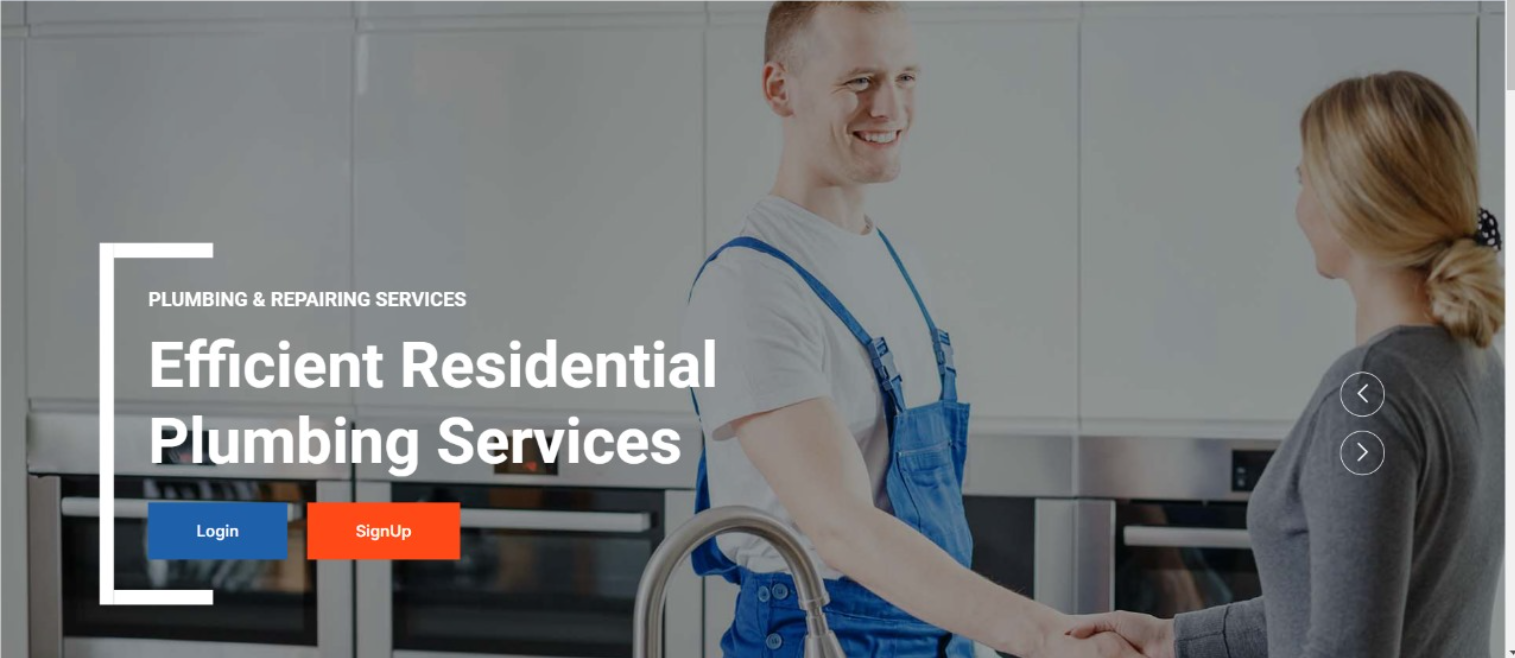 PLUMBING & REPAIRING SERVICES
Efficient Residential
Plumbing Services
Login
SignUp